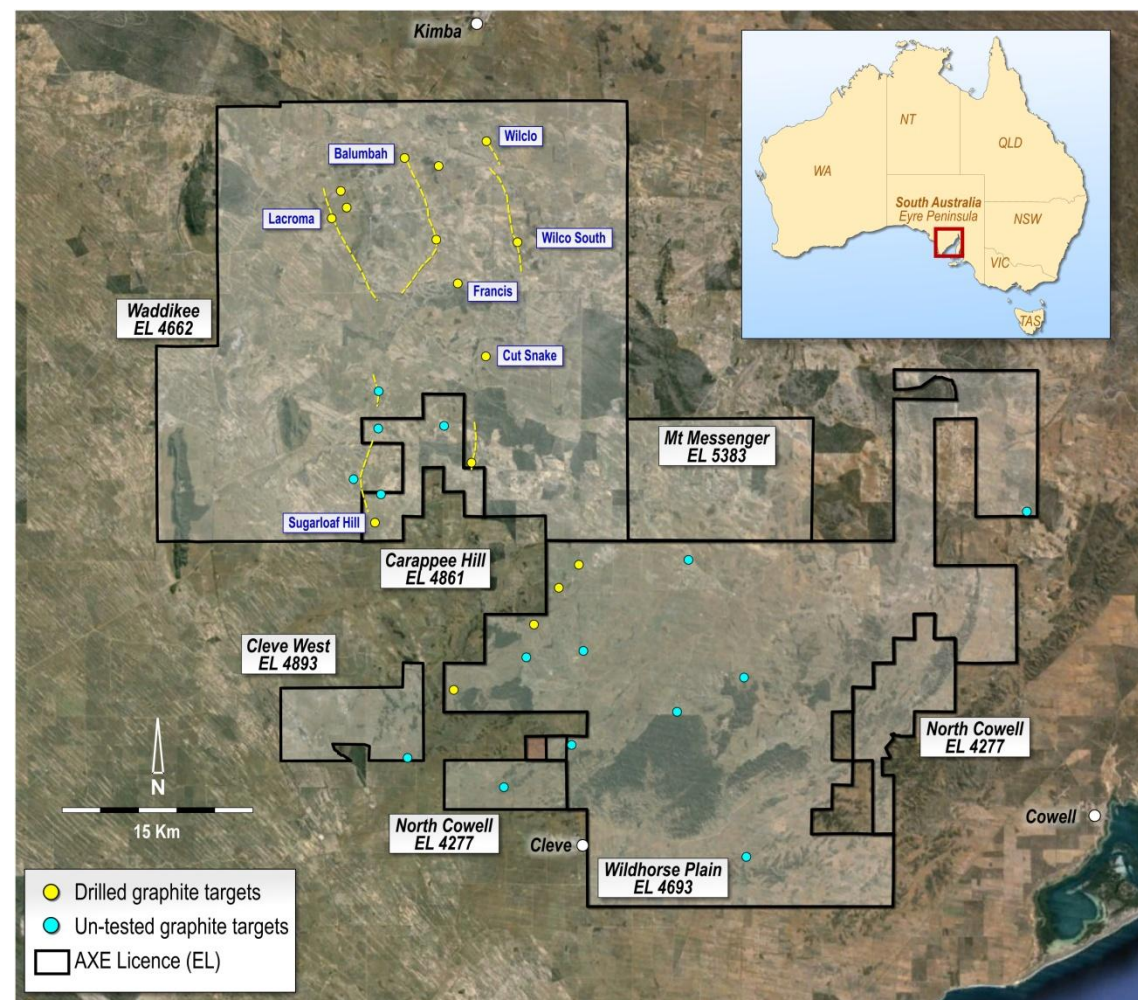 Kimba
WA
NT
QLD
South Australia
Eyre Peninsula
NSW
VIC
TAS
Wilclo
Balumbah
Lacroma
Wilco South
Francis
Waddikee
EL 4662
Cut Snake
Mt Messenger
EL 5383
Sugarloaf Hill
Carappee Hill
EL 4861
Cleve West
EL 4893
North Cowell
EL 4277
N
15 Km
North Cowell
EL 4277
Cleve
Cowell
Wildhorse Plain
EL 4693
Drilled graphite targets
Un-tested graphite targets
AXE Licence (EL)